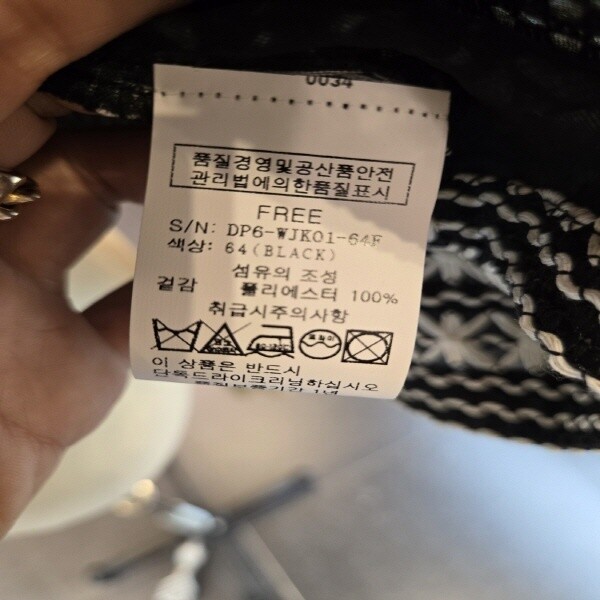 0034
품질경영및공산품안전
관리법에의한품질표시
FREE
S/N: DP6-WJK01-64F
색상: 64(BLACK)
섬유의 조성
겉감 폴리에스터 100%
취급시주의사항
이 상품은 반드시
단독드라이크리닝하십시오